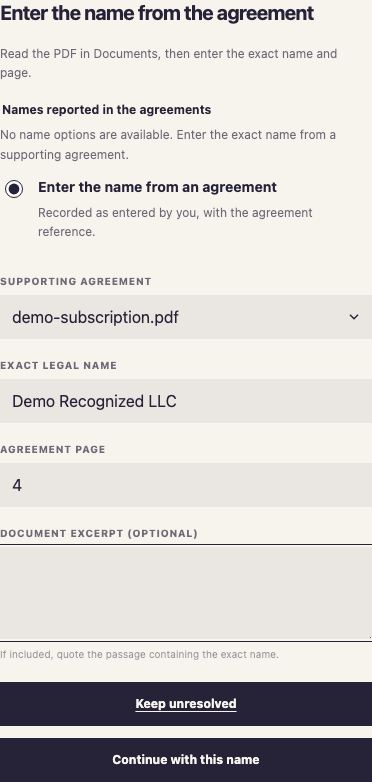 Enter the name from the agreement
Read the PDF in Documents, then enter the exact name and
page.
Names reported in the agreements
No name options are available. Enter the exact name from a
supporting agreement.
Enter the name from an agreement
Recorded as entered by you, with the agreement
reference.
SUPPORTING AGREEMENT
demo-subscription.pdf
EXACT LEGAL NAME
Demo Recognized LLC
AGREEMENT PAGE
4
DOCUMENT EXCERPT (OPTIONAL)
If included, quote the passage containing the exact name.
Keep unresolved
Continue with this name